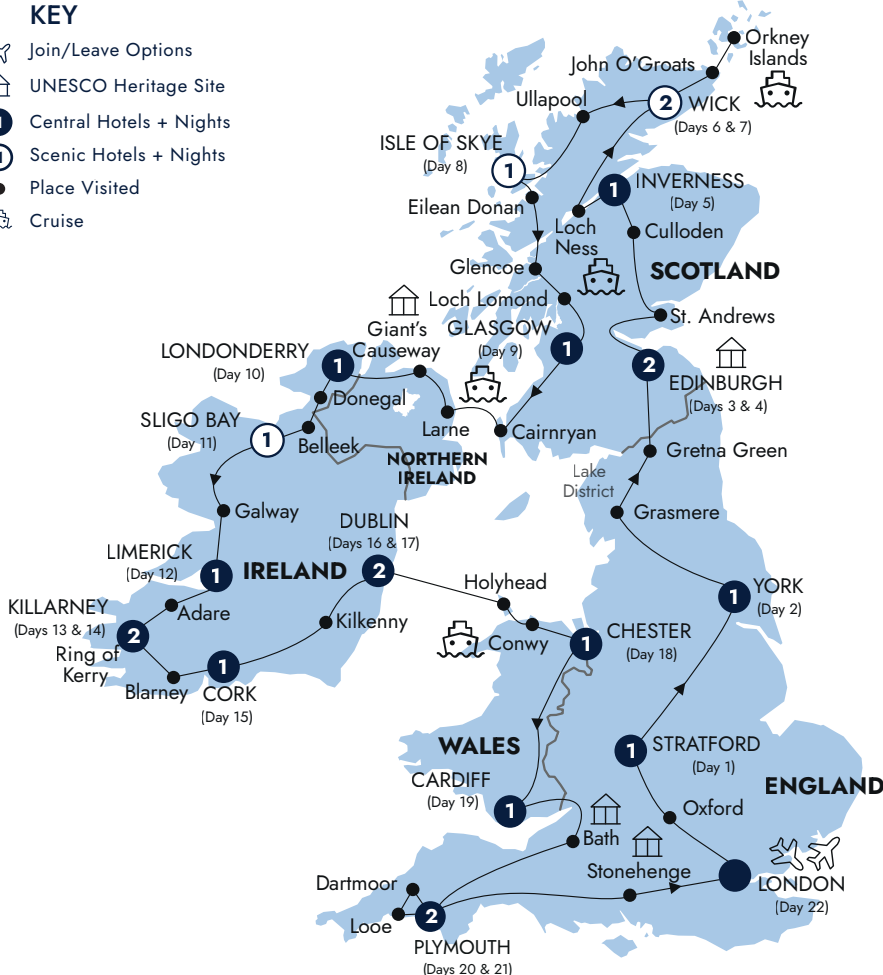 KEY
Join/Leave Options
UNESCO Heritage Site
1 Central Hotels + Nights
1 Scenic Hotels + Nights
Place Visited
Cruise
Orkney
Islands
John O'Groats
Ullapool
2 WICK
(Days 6 & 7)
ISLE OF SKYE
(Day 8)
1
1 INVERNESS
(Day 5)
Eilean Donan
Loch
Ness
Culloden
Glencoe
SCOTLAND
Loch Lomond
St. Andrews
Giant's
Causeway
GLASGOW
(Day 9)
1
LONDONDERRY
(Day 10)
1
2
EDINBURGH
(Days 3 & 4)
Donegal
SLIGO BAY
(Day 11)
1
Belleek
Larne
Cairnryan
Gretna Green
NORTHERN
IRELAND
Lake
District
Galway
Grasmere
DUBLIN
(Days 16 & 17)
2
LIMERICK
(Day 12)
1
IRELAND
Holyhead
1 YORK
(Day 2)
KILLARNEY
(Days 13 & 14)
2
Adare
Kilkenny
Conwy
1 CHESTER
(Day 18)
Ring of
Kerry
Blarney
1
CORK
(Day 15)
WALES
1 STRATFORD
(Day 1)
CARDIFF
(Day 19)
1
ENGLAND
Oxford
Bath
Stonehenge
LONDON
(Day 22)
Dartmoor
Looe
2
PLYMOUTH
(Days 20 & 21)